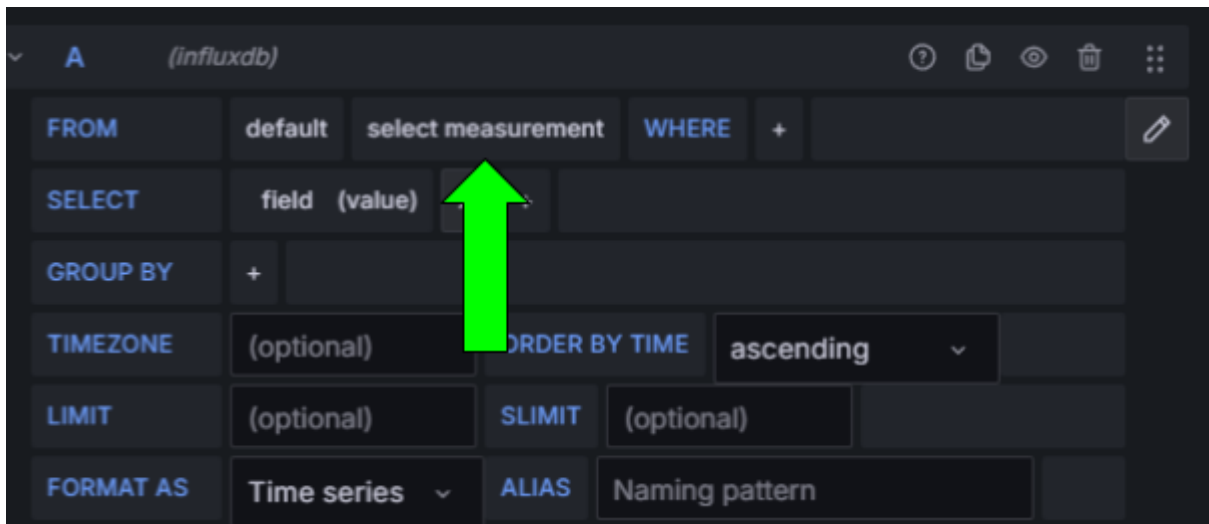 A (influxdb)
FROM default select measurement WHERE +
SELECT field (value) +
GROUP BY +
TIMEZONE (optional) ORDER BY TIME ascending
LIMIT (optional) SLIMIT (optional)
FORMAT AS Time series ALIAS Naming pattern